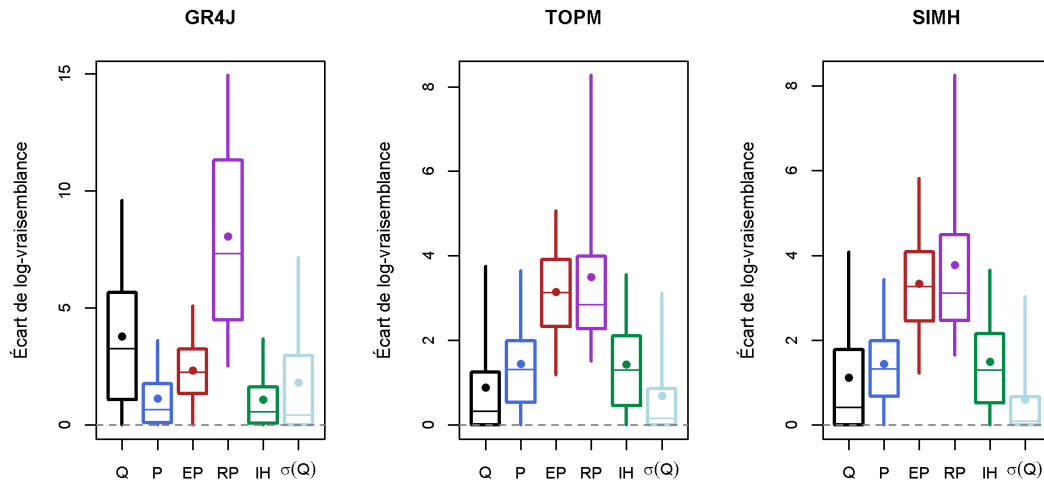 GR4J
TOPM
SIMH
Écart de log-vraisemblance
15
10
5
0
Q P EP RP IH σ(Q)
Écart de log-vraisemblance
8
6
4
2
0
Q P EP RP IH σ(Q)
Écart de log-vraisemblance
8
6
4
2
0
Q P EP RP IH σ(Q)